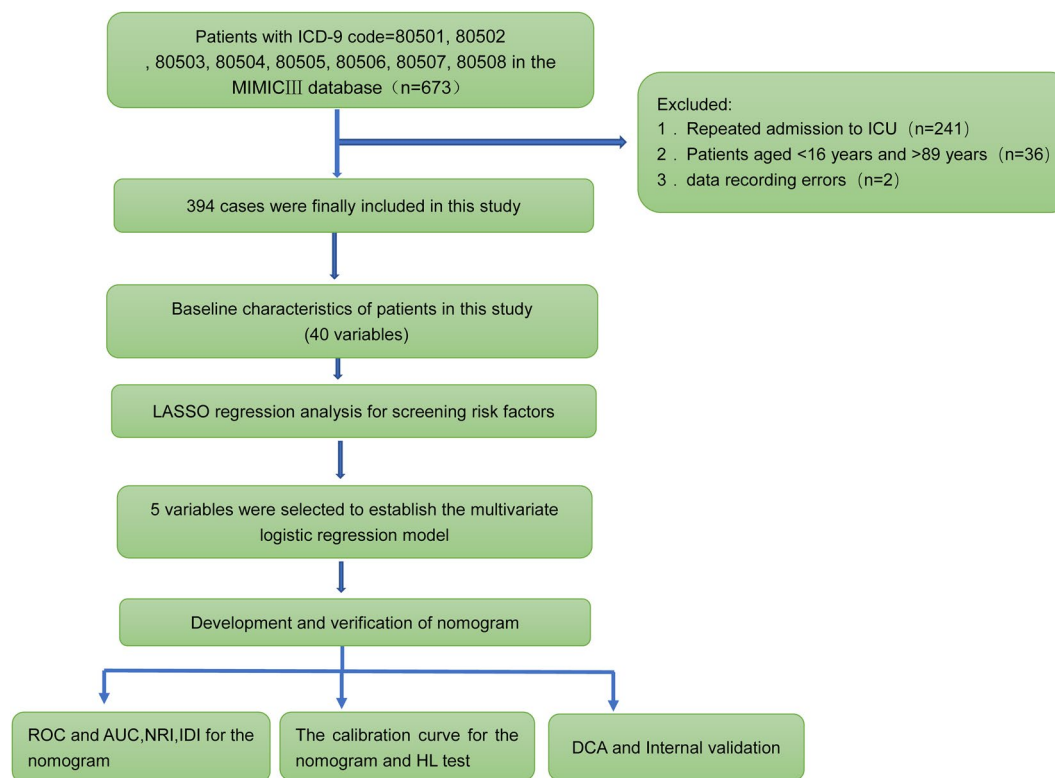 Patients with ICD-9 code=80501, 80502
, 80503, 80504, 80505, 80506, 80507, 80508 in the
MIMICⅢ database（n=673）
Excluded:
1．Repeated admission to ICU（n=241）
2．Patients aged <16 years and >89 years（n=36）
3．data recording errors（n=2）
394 cases were finally included in this study
Baseline characteristics of patients in this study
(40 variables)
LASSO regression analysis for screening risk factors
5 variables were selected to establish the multivariate
logistic regression model
Development and verification of nomogram
ROC and AUC,NRI,IDI for the
nomogram
The calibration curve for the
nomogram and HL test
DCA and Internal validation